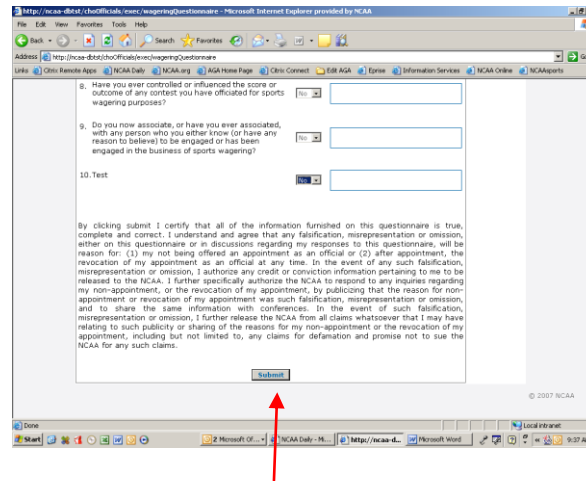 http://ncaa-dbtst/choOfficials/exec/wageringQuestionnaire - Microsoft Internet Explorer provided by NCAA
File Edit View Favorites Tools Help
Back Search Favorites
Address http://ncaa-dbtst/choOfficials/exec/wageringQuestionnaire
Links Citrix Remote Apps NCAA Daily NCAA.org AGA Home Page Citrix Connect Edit AGA Eprise Information Services NCAA Online NCAAsports
8. Have you ever controlled or influenced the score or
outcome of any contest you have officiated for sports
wagering purposes?
No
9. Do you now associate, or have you ever associated,
with any person who you either know (or have any
reason to believe) to be engaged or has been
engaged in the business of sports wagering?
No
10. Test
No
By clicking submit I certify that all of the information furnished on this questionnaire is true,
complete and correct. I understand and agree that any falsification, misrepresentation or omission,
either on this questionnaire or in discussions regarding my responses to this questionnaire, will be
reason for: (1) my not being offered an appointment as an official or (2) after appointment, the
revocation of my appointment as an official at any time. In the event of any such falsification,
misrepresentation or omission, I authorize any credit or conviction information pertaining to me to be
released to the NCAA. I further specifically authorize the NCAA to respond to any inquiries regarding
my non-appointment, or the revocation of my appointment, by publicizing that the reason for non-
appointment or revocation of my appointment was such falsification, misrepresentation or omission,
and to share the same information with conferences. In the event of such falsification,
misrepresentation or omission, I further release the NCAA from all claims whatsoever that I may have
relating to such publicity or sharing of the reasons for my non-appointment or the revocation of my
appointment, including but not limited to, any claims for defamation and promise not to sue the
NCAA for any such claims.
Submit
© 2007 NCAA
Done Local intranet
Start 2 Microsoft Of... NCAA Daily - M... http://ncaa-d... Microsoft Word 9:37 A